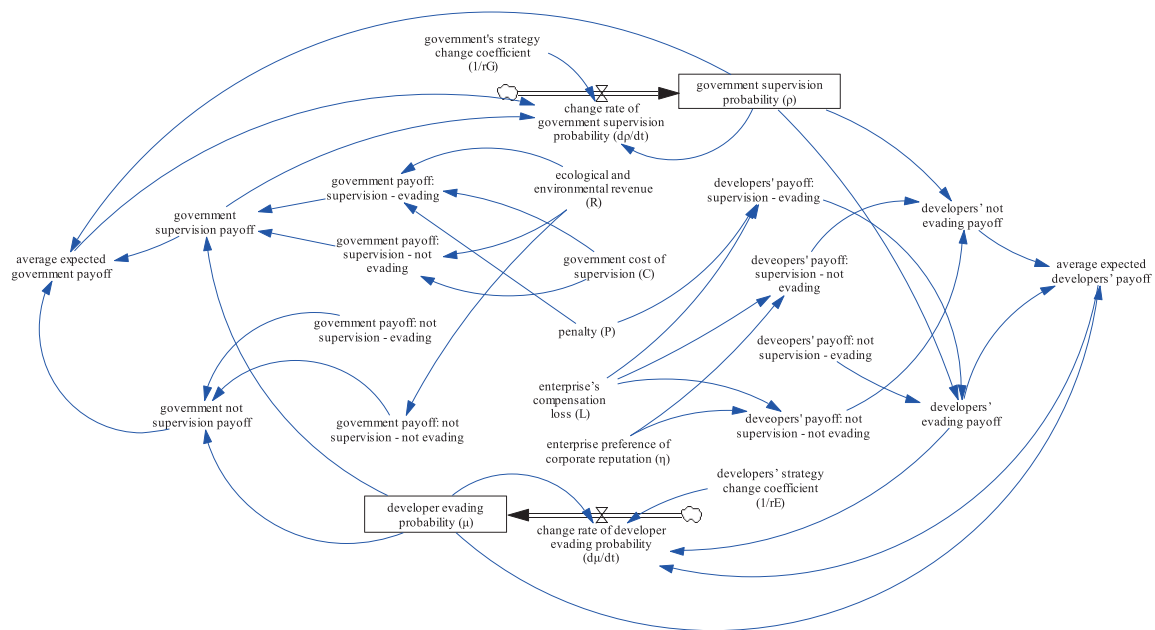 government's strategy
change coefficient
(1/rG)
government supervision
probability (ρ)
change rate of
government supervision
probability (dρ/dt)
government payoff:
supervision - evading
ecological and
environmental revenue
(R)
developers' payoff:
supervision - evading
developers’ not
evading payoff
government
supervision payoff
government payoff:
supervision - not
evading
government cost of
supervision (C)
deveopers' payoff:
supervision - not
evading
average expected
government payoff
average expected
developers’ payoff
government payoff: not
supervision - evading
penalty (P)
deveopers' payoff: not
supervision - evading
enterprise’s
compensation
loss (L)
government not
supervision payoff
government payoff: not
supervision - not evading
deveopers' payoff: not
supervision - not evading
developers’
evading payoff
enterprise preference of
corporate reputation (η)
developers’ strategy
change coefficient
(1/rE)
developer evading
probability (μ)
change rate of developer
evading probability
(dμ/dt)